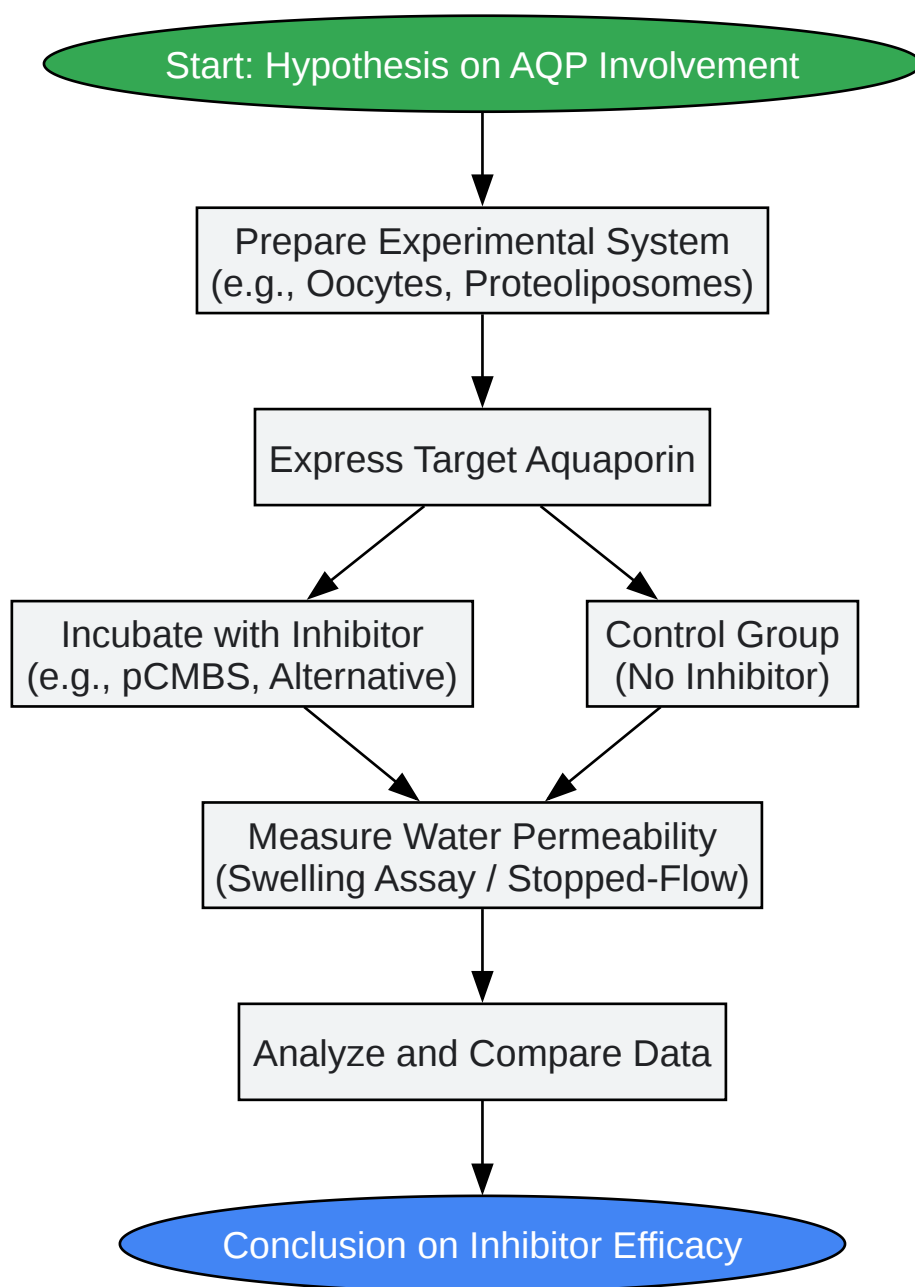 Start: Hypothesis on AQP Involvement
Prepare Experimental System
(e.g., Oocytes, Proteoliposomes)
Express Target Aquaporin
Incubate with Inhibitor
(e.g., pCMBS, Alternative)
Control Group
(No Inhibitor)
Measure Water Permeability
(Swelling Assay / Stopped-Flow)
Analyze and Compare Data
Conclusion on Inhibitor Efficacy